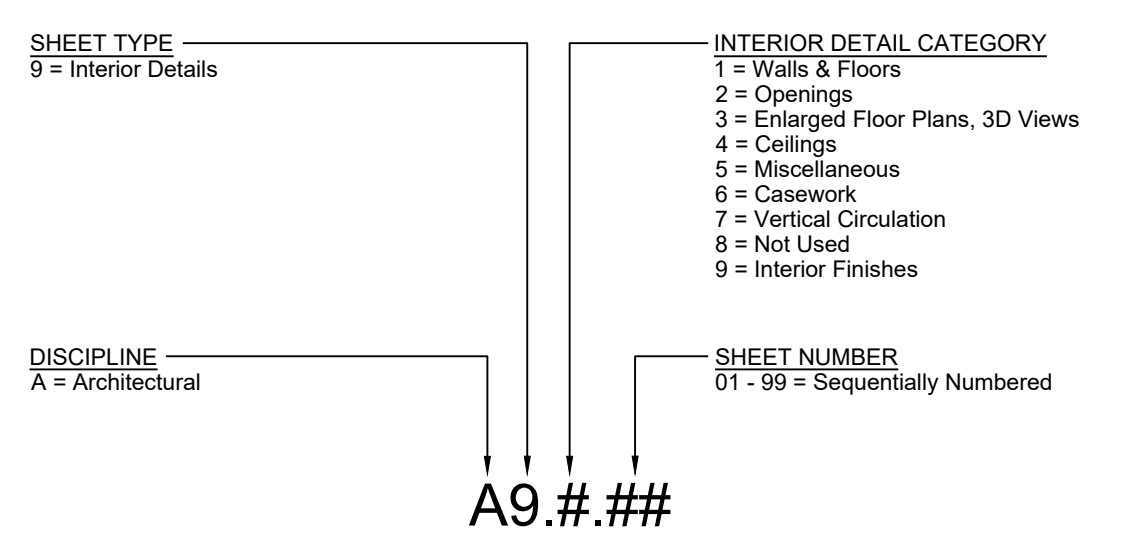 SHEET TYPE
9 = Interior Details
INTERIOR DETAIL CATEGORY
1 = Walls & Floors
2 = Openings
3 = Enlarged Floor Plans, 3D Views
4 = Ceilings
5 = Miscellaneous
6 = Casework
7 = Vertical Circulation
8 = Not Used
9 = Interior Finishes
DISCIPLINE
A = Architectural
SHEET NUMBER
01 - 99 = Sequentially Numbered
A9.#.##